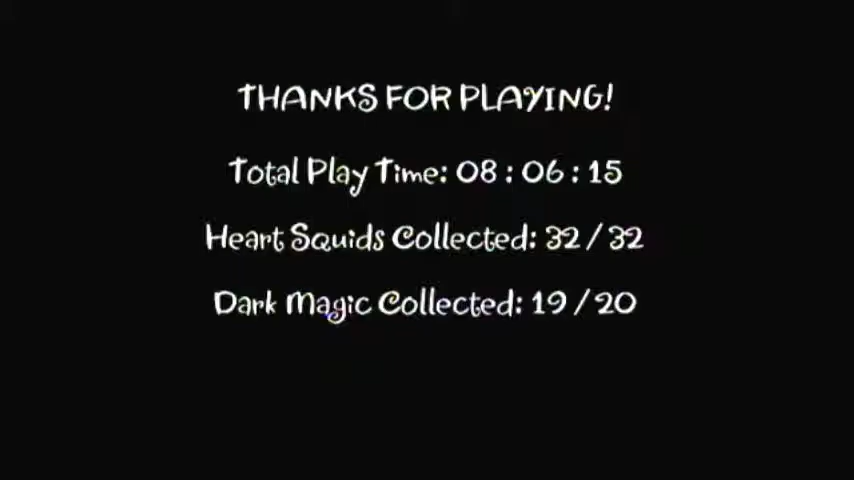 THANKS FOR PLAYING!
Total Play Time: 08 : 06 : 15
Heart Squids Collected: 32 / 32
Dark Magic Collected: 19 / 20